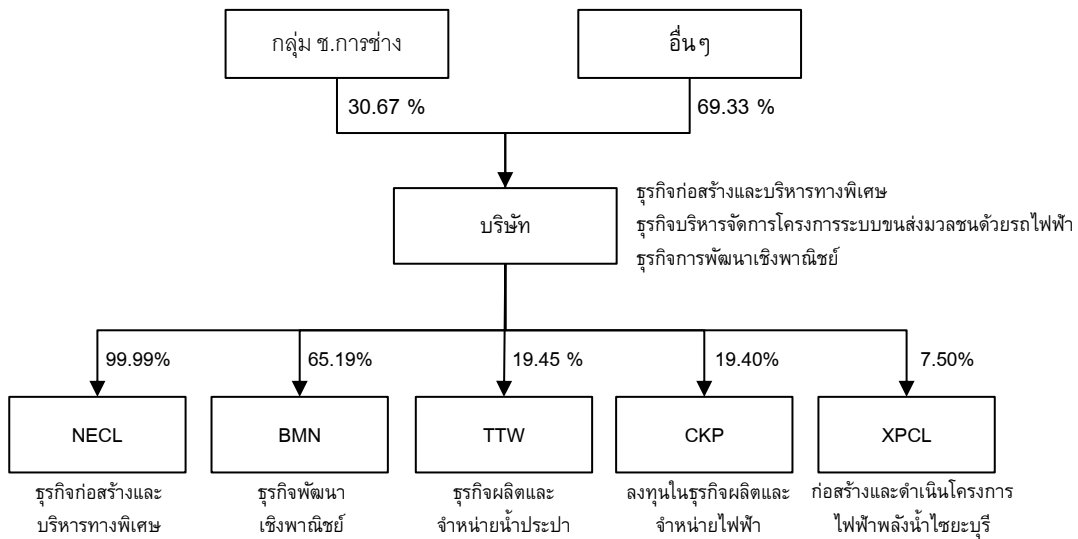 กลุ่ม ช.การช่าง
อื่นๆ
30.67 %
69.33 %
บริษัท
ธุรกิจก่อสร้างและบริหารทางพิเศษ
ธุรกิจบริหารจัดการโครงการระบบขนส่งมวลชนด้วยรถไฟฟ้า
ธุรกิจการพัฒนาเชิงพาณิชย์
99.99%
65.19%
19.45 %
19.40%
7.50%
NECL
BMN
TTW
CKP
XPCL
ธุรกิจก่อสร้างและ
บริหารทางพิเศษ
ธุรกิจพัฒนา
เชิงพาณิชย์
ธุรกิจผลิตและ
จำหน่ายน้ำประปา
ลงทุนในธุรกิจผลิตและ
จำหน่ายไฟฟ้า
ก่อสร้างและดำเนินโครงการ
ไฟฟ้าพลังน้ำไซยะบุรี